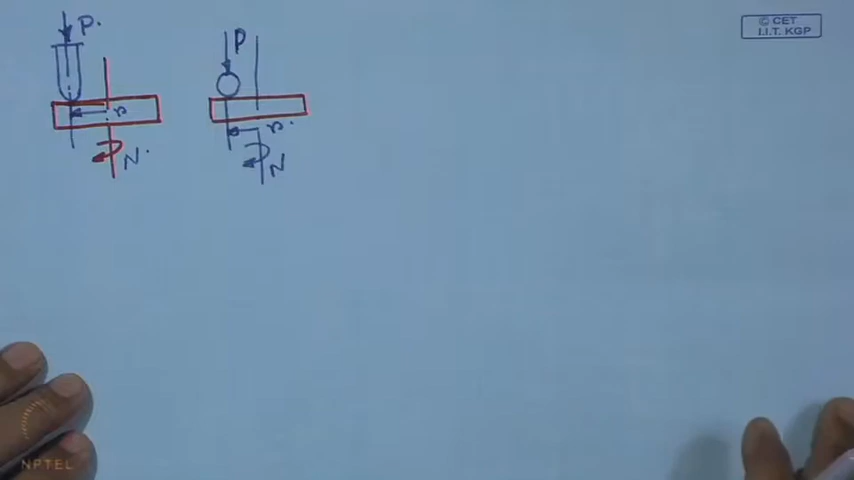 P.
P
© CET
I.I.T. KGP
r
r.
N.
N
NPTEL